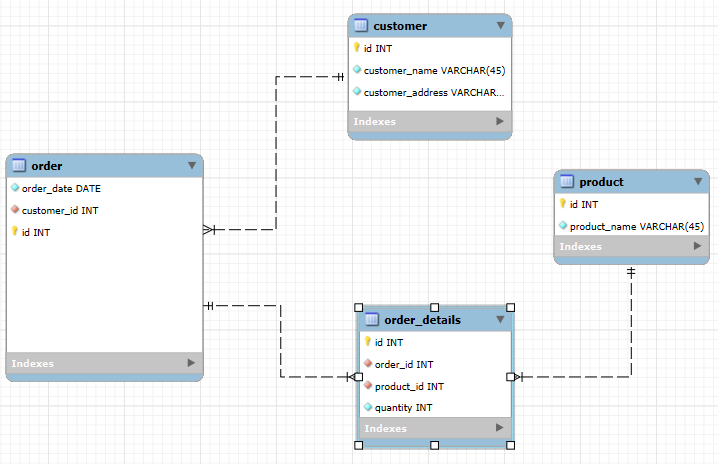 customer
id INT
customer_name VARCHAR(45)
customer_address VARCHAR...
Indexes
order
order_date DATE
customer_id INT
id INT
Indexes
product
id INT
product_name VARCHAR(45)
Indexes
order_details
id INT
order_id INT
product_id INT
quantity INT
Indexes